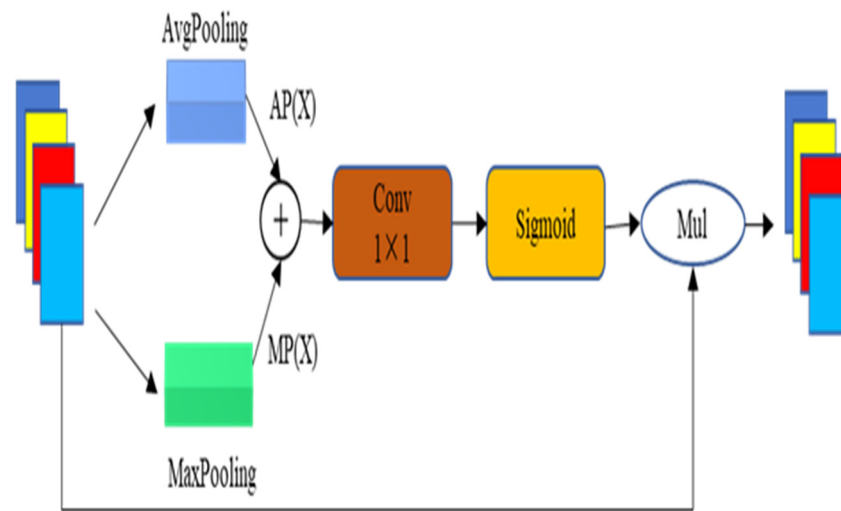 AvgPooling
AP(X)
+
Conv
1×1
Sigmoid
Mul
MP(X)
MaxPooling